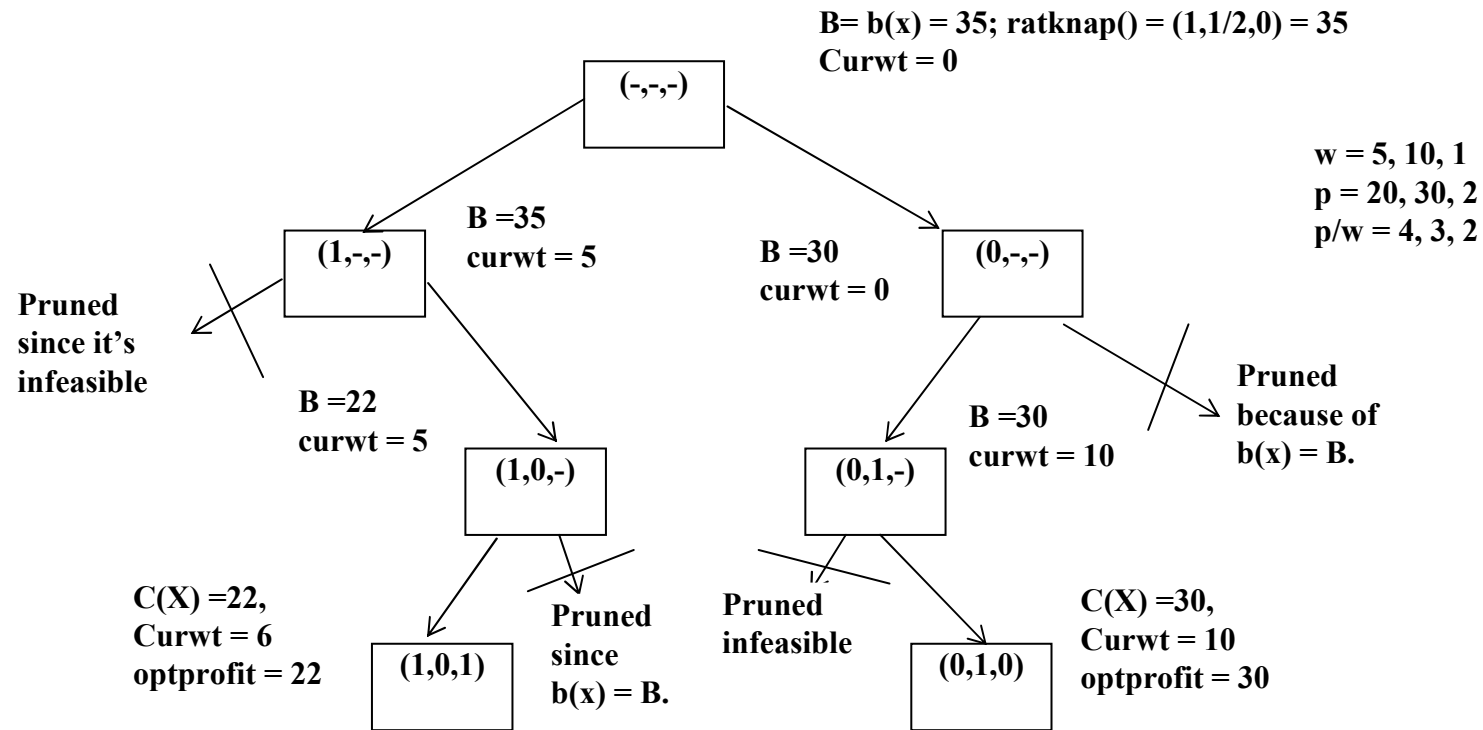 B= b(x) = 35; ratknap() = (1,1/2,0) = 35
Curwt = 0
(-,-,-)
w = 5, 10, 1
p = 20, 30, 2
p/w = 4, 3, 2
B =35
curwt = 5
(1,-,-)
B =30
curwt = 0
(0,-,-)
Pruned
since it’s
infeasible
B =22
curwt = 5
(1,0,-)
B =30
curwt = 10
(0,1,-)
Pruned
because of
b(x) = B.
C(X) =22,
Curwt = 6
optprofit = 22
(1,0,1)
Pruned
since
b(x) = B.
Pruned
infeasible
(0,1,0)
C(X) =30,
Curwt = 10
optprofit = 30